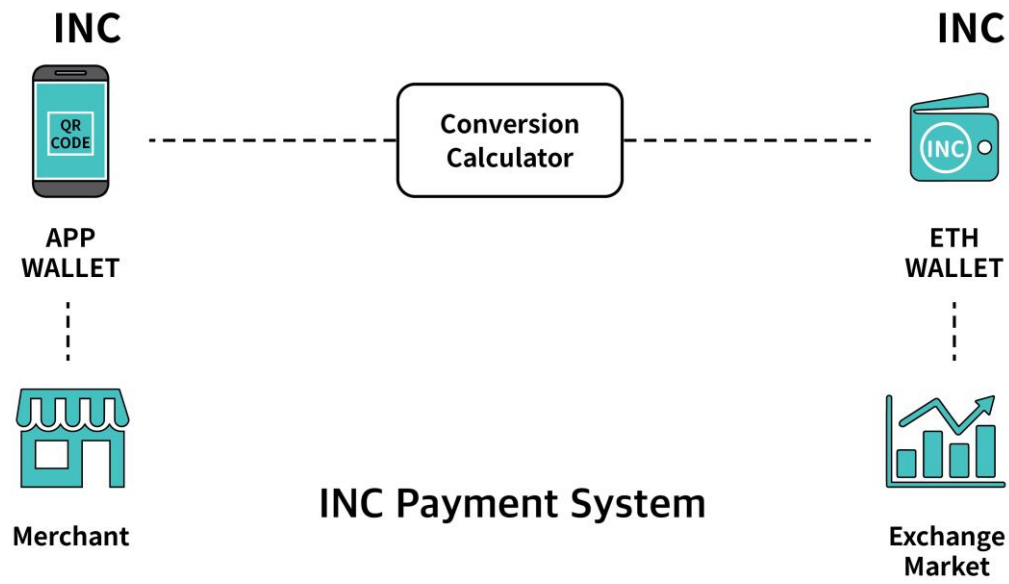 INC
INC
QR
CODE
Conversion
Calculator
INC
APP
WALLET
ETH
WALLET
INC Payment System
Merchant
Exchange
Market